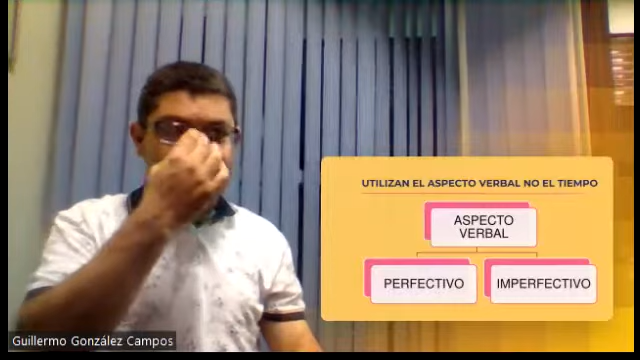 UTILIZAN EL ASPECTO VERBAL NO EL TIEMPO
ASPECTO
VERBAL
PERFECTIVO
IMPERFECTIVO
Guillermo González Campos